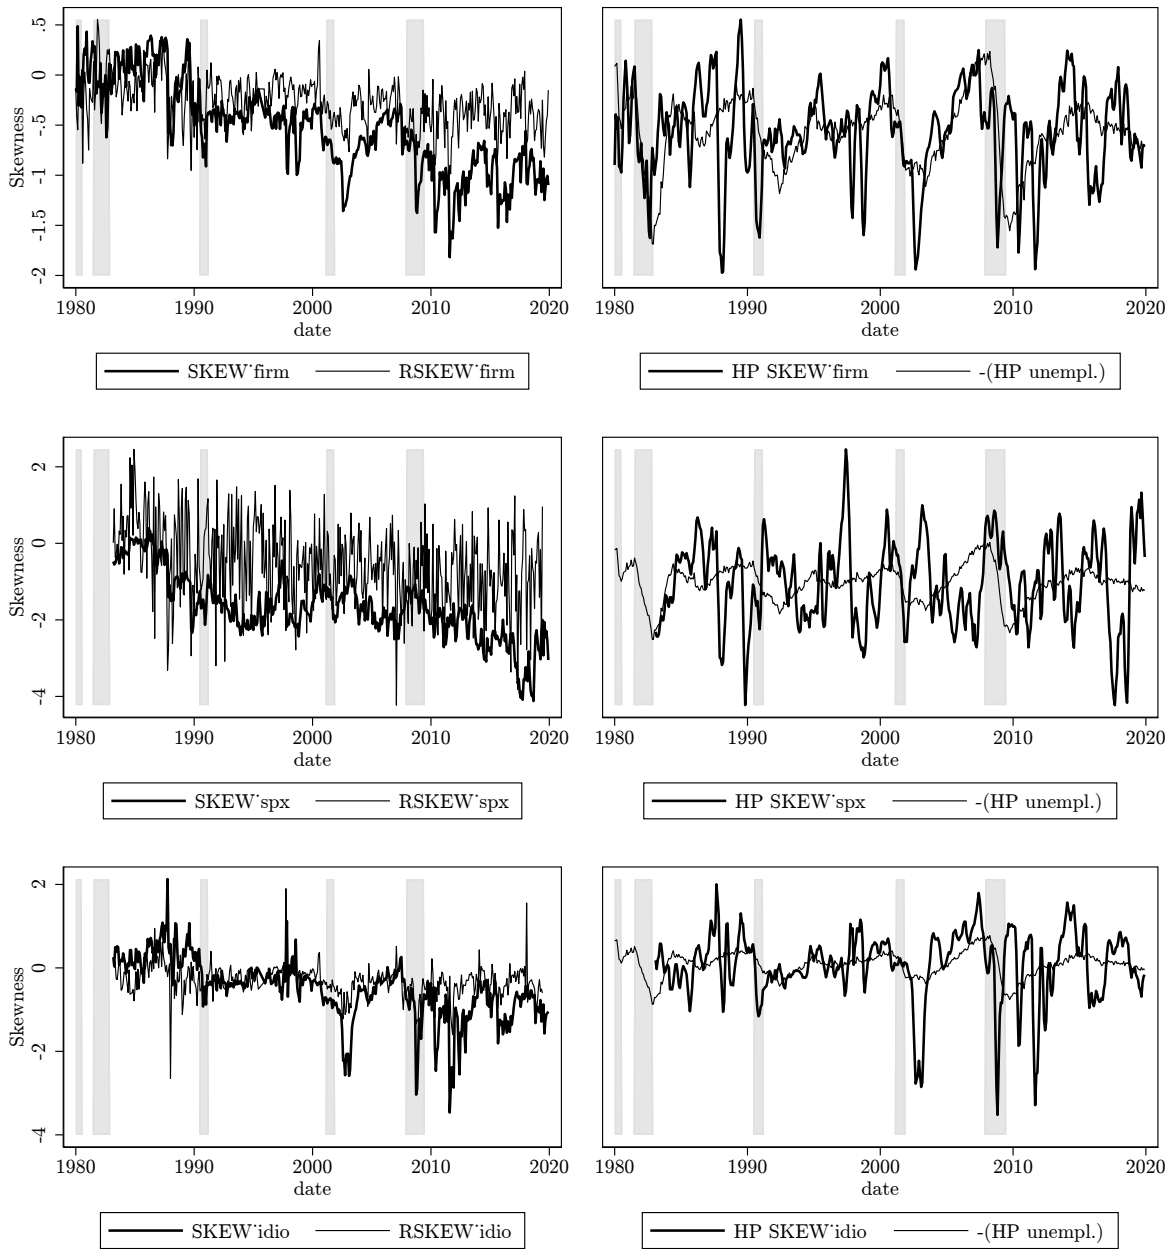 Skewness
.5
0
-.5
-1
-1.5
-2
1980 1990 2000 2010 2020
date
SKEW˙firm RSKEW˙firm
1980 1990 2000 2010 2020
date
HP SKEW˙firm -(HP unempl.)
Skewness
2
0
-2
-4
1980 1990 2000 2010 2020
date
SKEW˙spx RSKEW˙spx
1980 1990 2000 2010 2020
date
HP SKEW˙spx -(HP unempl.)
Skewness
2
0
-2
-4
1980 1990 2000 2010 2020
date
SKEW˙idio RSKEW˙idio
1980 1990 2000 2010 2020
date
HP SKEW˙idio -(HP unempl.)